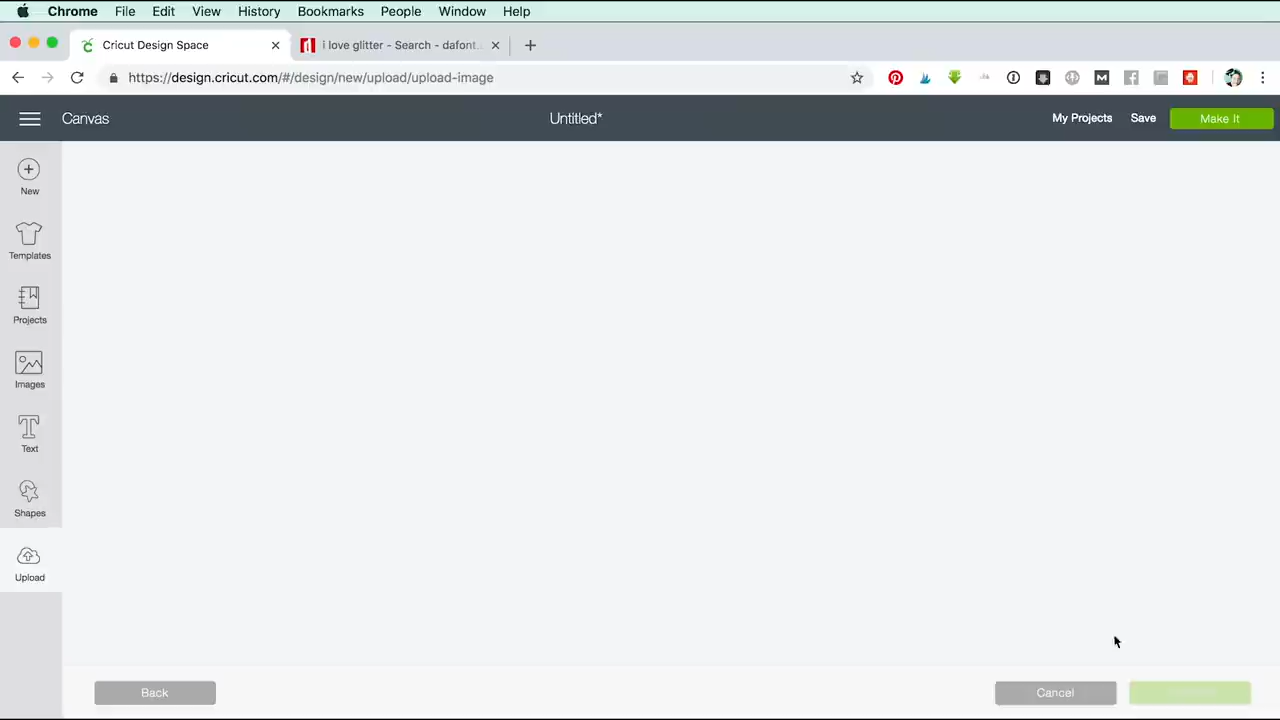 Chrome File Edit View History Bookmarks People Window Help
Cricut Design Space i love glitter - Search - dafont.
https://design.cricut.com/#/design/new/upload/upload-image
Canvas Untitled* My Projects Save Make It
New
Templates
Projects
Images
Text
Shapes
Upload
Back Cancel